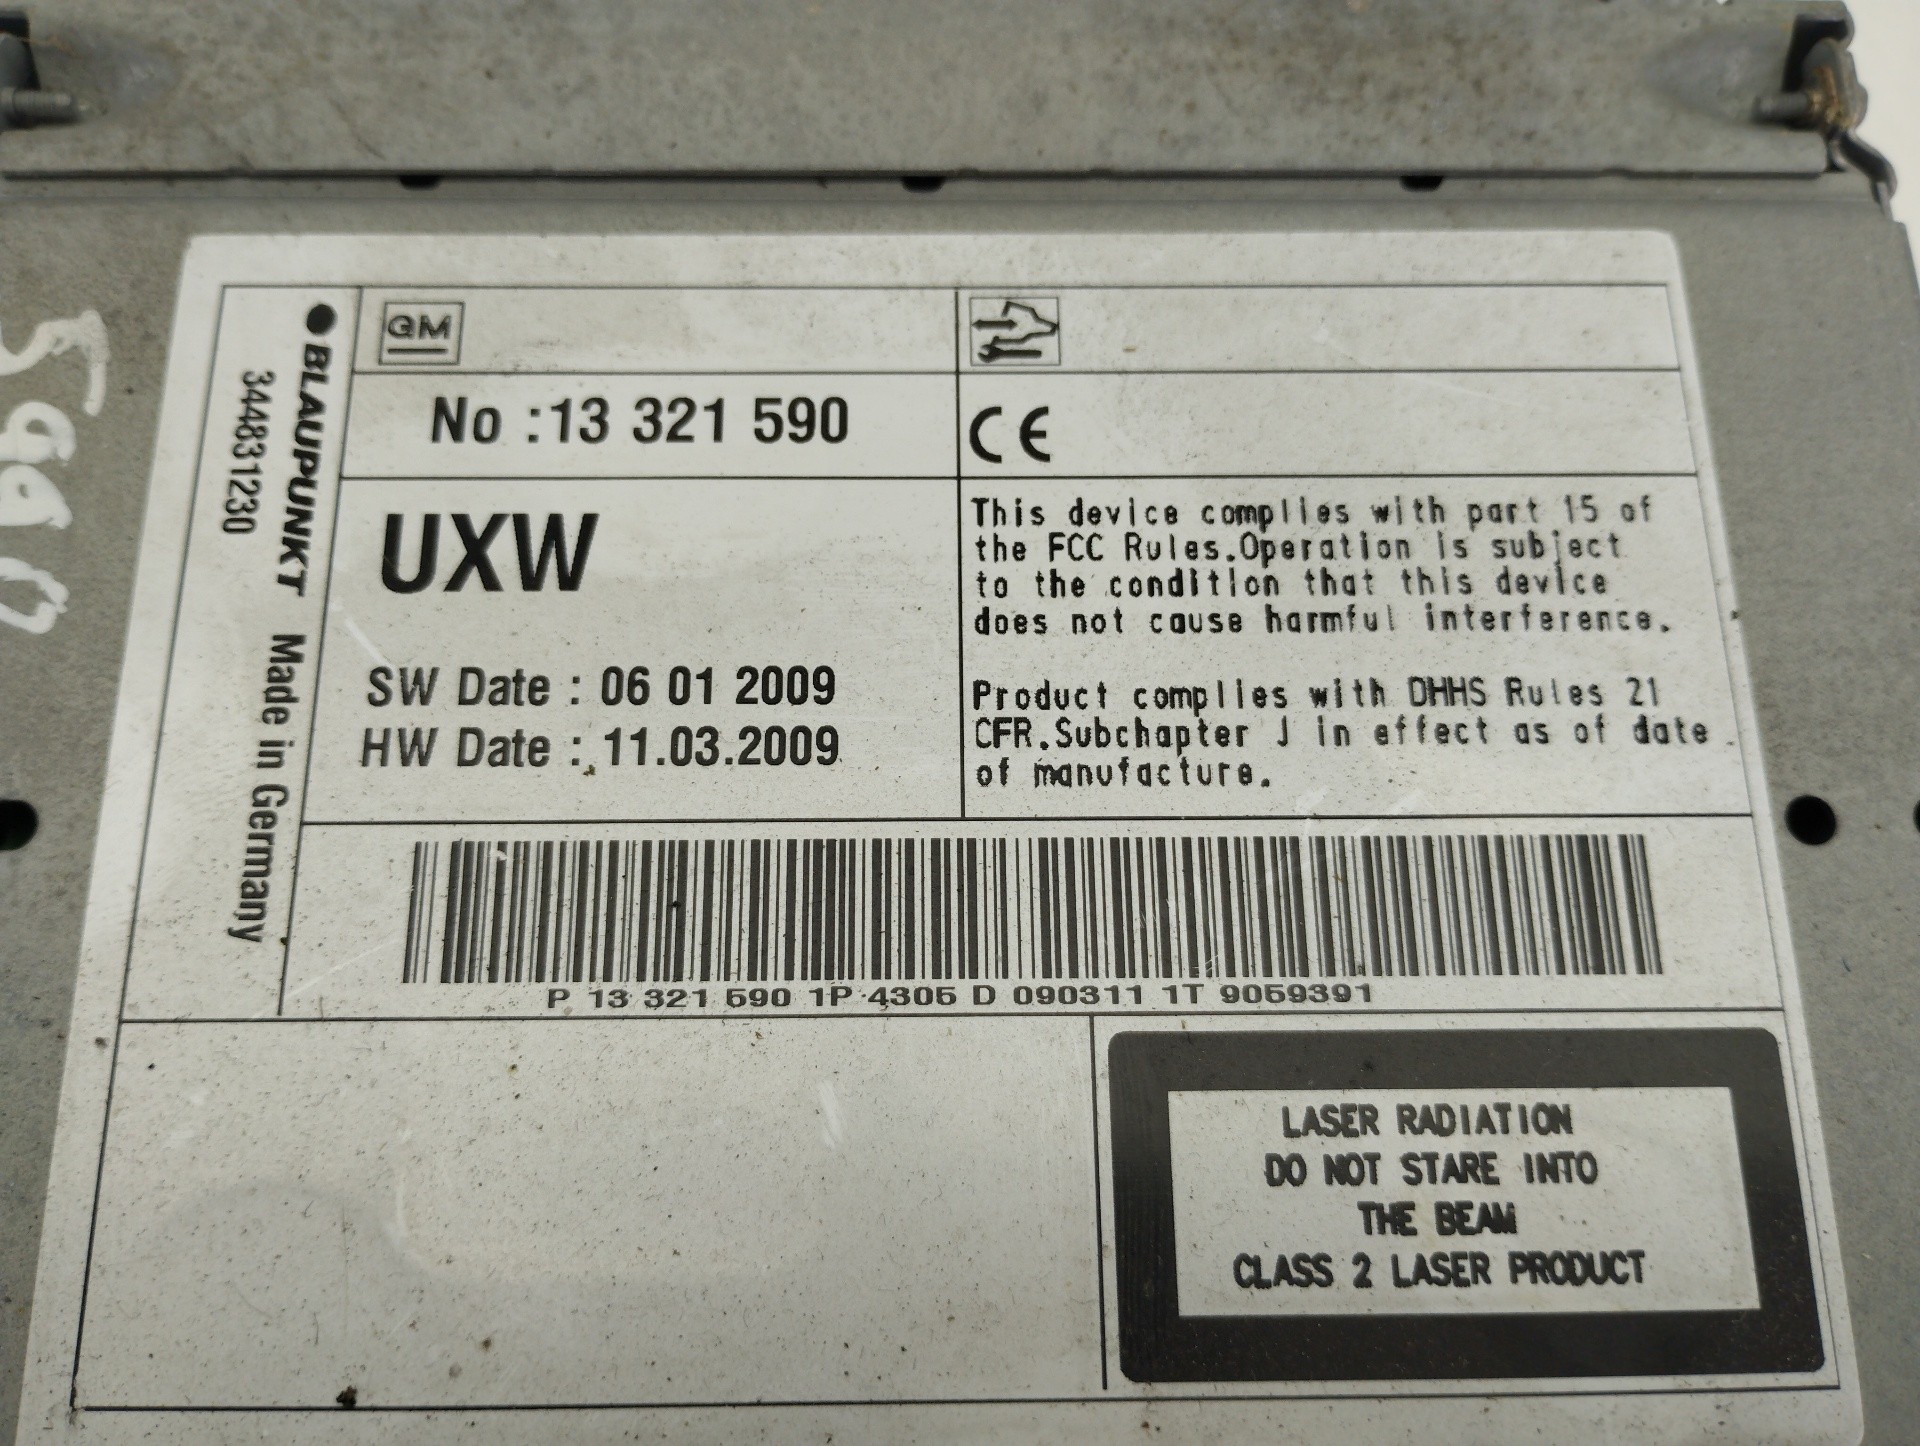 5990
BLAUPUNKT Made in Germany
344831230
GM
No :13 321 590
CE
UXW
SW Date : 06 01 2009
HW Date : 11.03.2009
This device complies with part 15 of
the FCC Rules.Operation is subject
to the condition that this device
does not cause harmful interference.
Product complies with DHHS Rules 21
CFR.Subchapter J in effect as of date
of manufacture.
P 13 321 590 1P 4305 D 090311 1T 9059391
LASER RADIATION
DO NOT STARE INTO
THE BEAM
CLASS 2 LASER PRODUCT